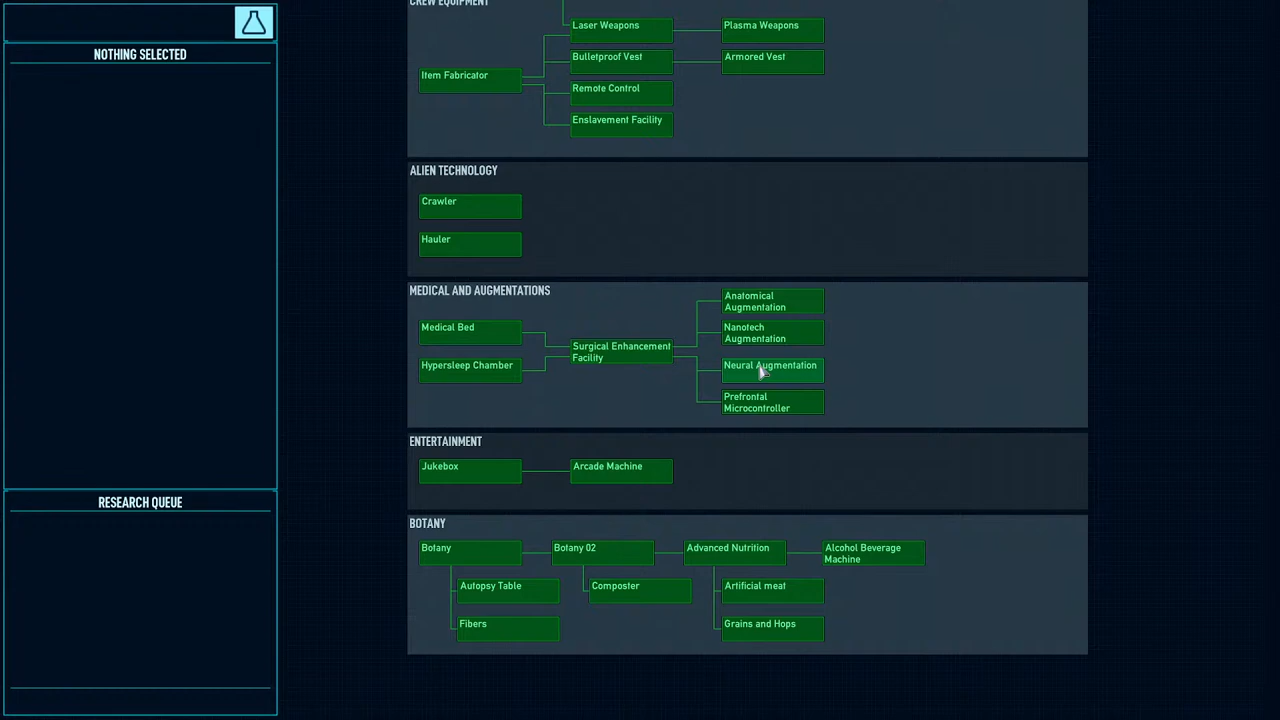 CREW EQUIPMENT
NOTHING SELECTED
Laser Weapons
Plasma Weapons
Bulletproof Vest
Armored Vest
Item Fabricator
Remote Control
Enslavement Facility
ALIEN TECHNOLOGY
Crawler
Hauler
MEDICAL AND AUGMENTATIONS
Medical Bed
Hypersleep Chamber
Surgical Enhancement
Facility
Anatomical
Augmentation
Nanotech
Augmentation
Neural Augmentation
Prefrontal
Microcontroller
ENTERTAINMENT
Jukebox
Arcade Machine
RESEARCH QUEUE
BOTANY
Botany
Botany 02
Advanced Nutrition
Alcohol Beverage
Machine
Autopsy Table
Composter
Artificial meat
Fibers
Grains and Hops